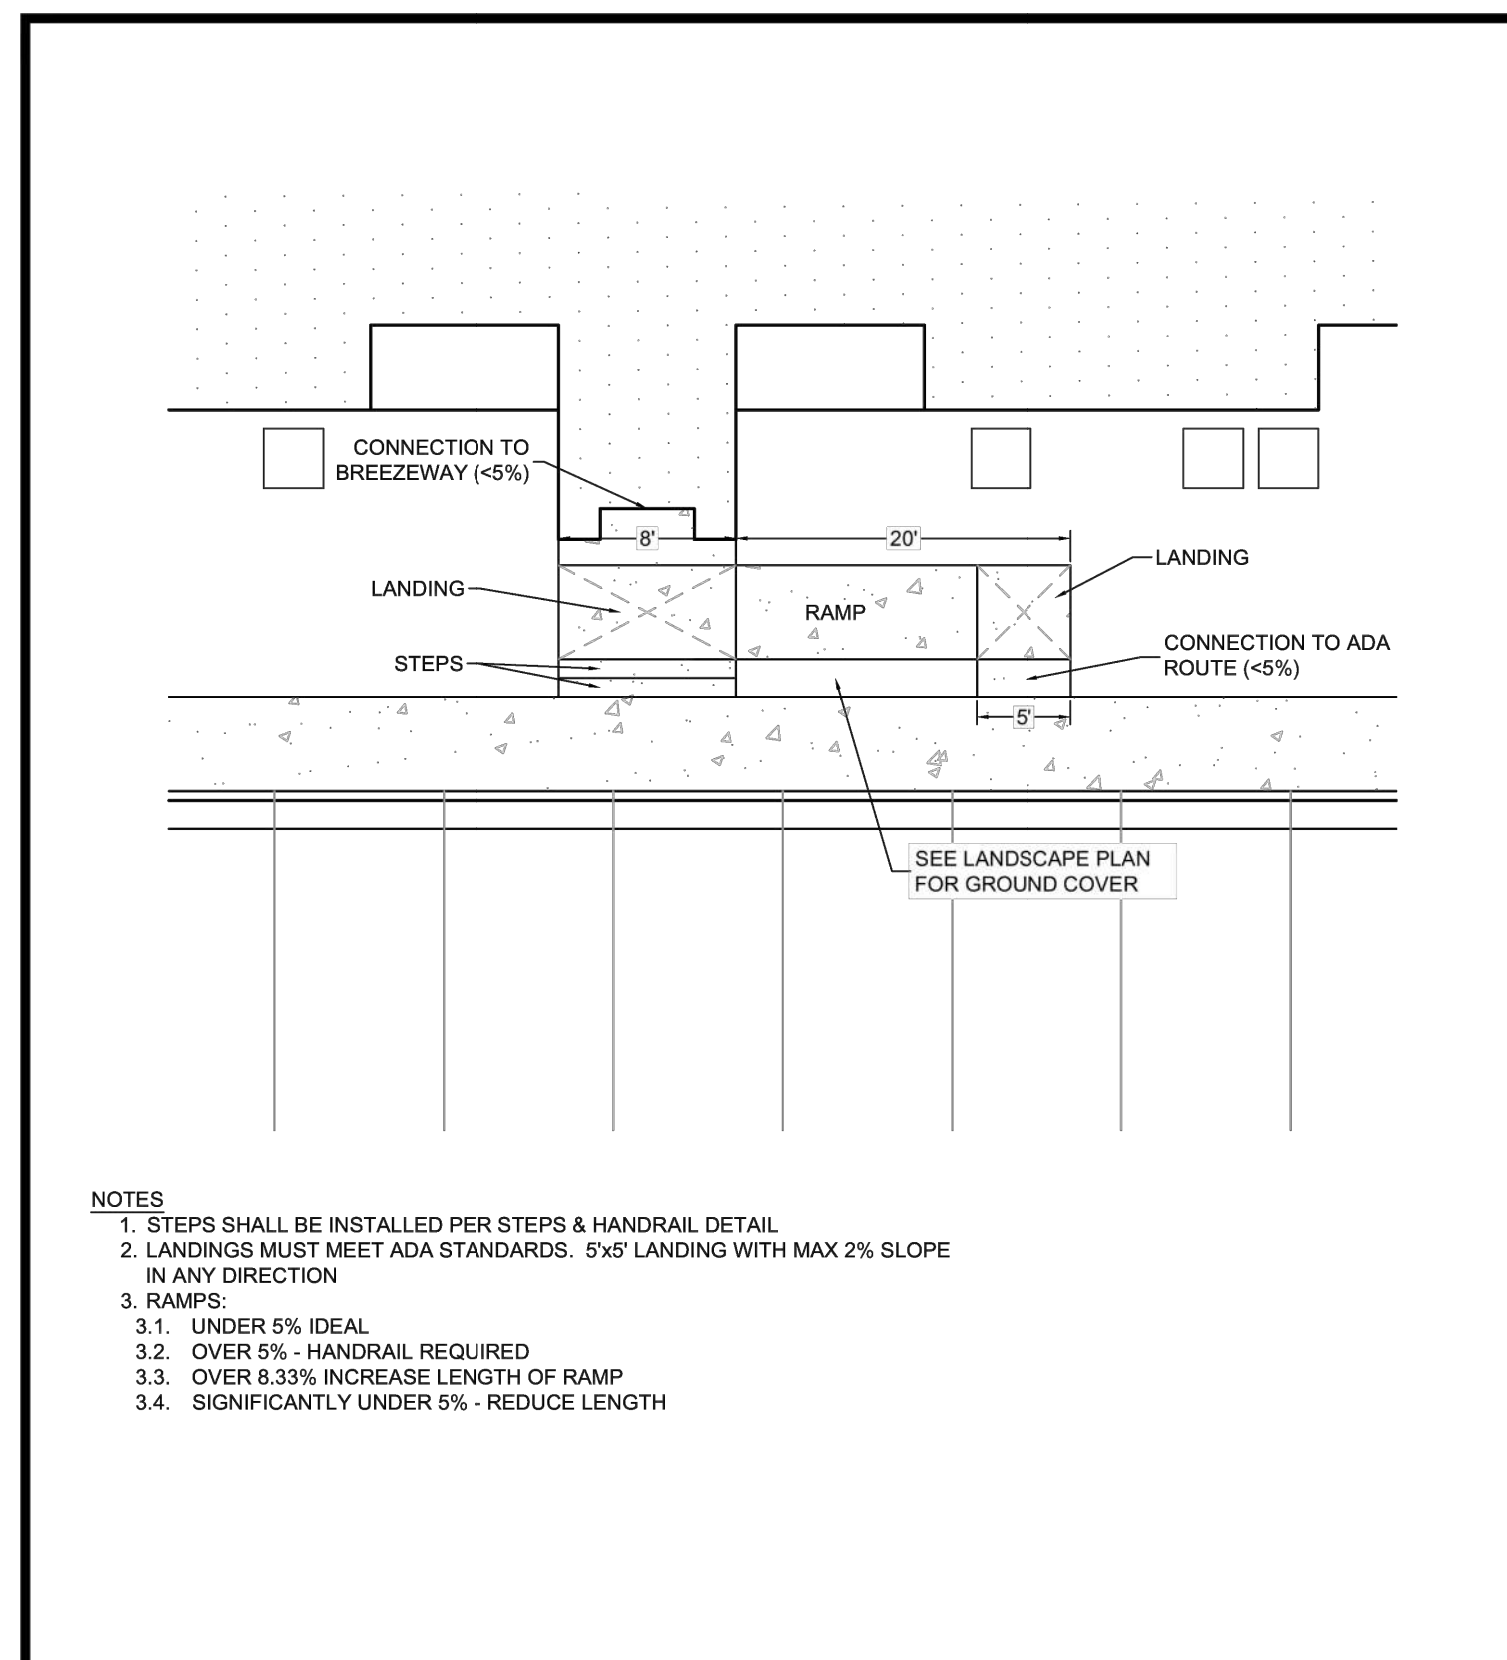 CONNECTION TO
BREEZEWAY (<5%)
8'
20'
LANDING
LANDING
RAMP
STEPS
CONNECTION TO ADA
ROUTE (<5%)
5'
SEE LANDSCAPE PLAN
FOR GROUND COVER
NOTES
1. STEPS SHALL BE INSTALLED PER STEPS & HANDRAIL DETAIL
2. LANDINGS MUST MEET ADA STANDARDS. 5'x5' LANDING WITH MAX 2% SLOPE
IN ANY DIRECTION
3. RAMPS:
3.1. UNDER 5% IDEAL
3.2. OVER 5% - HANDRAIL REQUIRED
3.3. OVER 8.33% INCREASE LENGTH OF RAMP
3.4. SIGNIFICANTLY UNDER 5% - REDUCE LENGTH